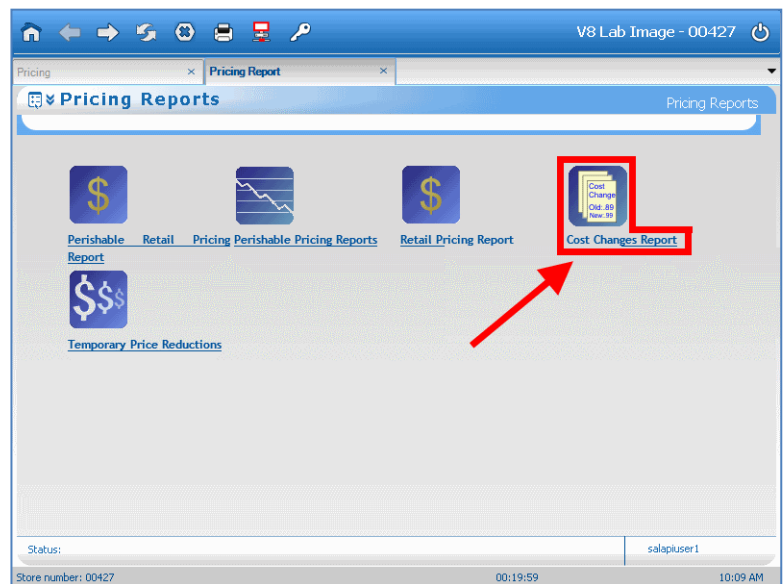 V8 Lab Image - 00427
Pricing
Pricing Report
Pricing Reports
Pricing Reports
$
$
Cost
Change
Old:.89
New:.99
Perishable Retail Pricing
Report
Perishable Pricing Reports
Retail Pricing Report
Cost Changes Report
$$$
Temporary Price Reductions
Status:
salapiuser1
Store number: 00427
00:19:59
10:09 AM